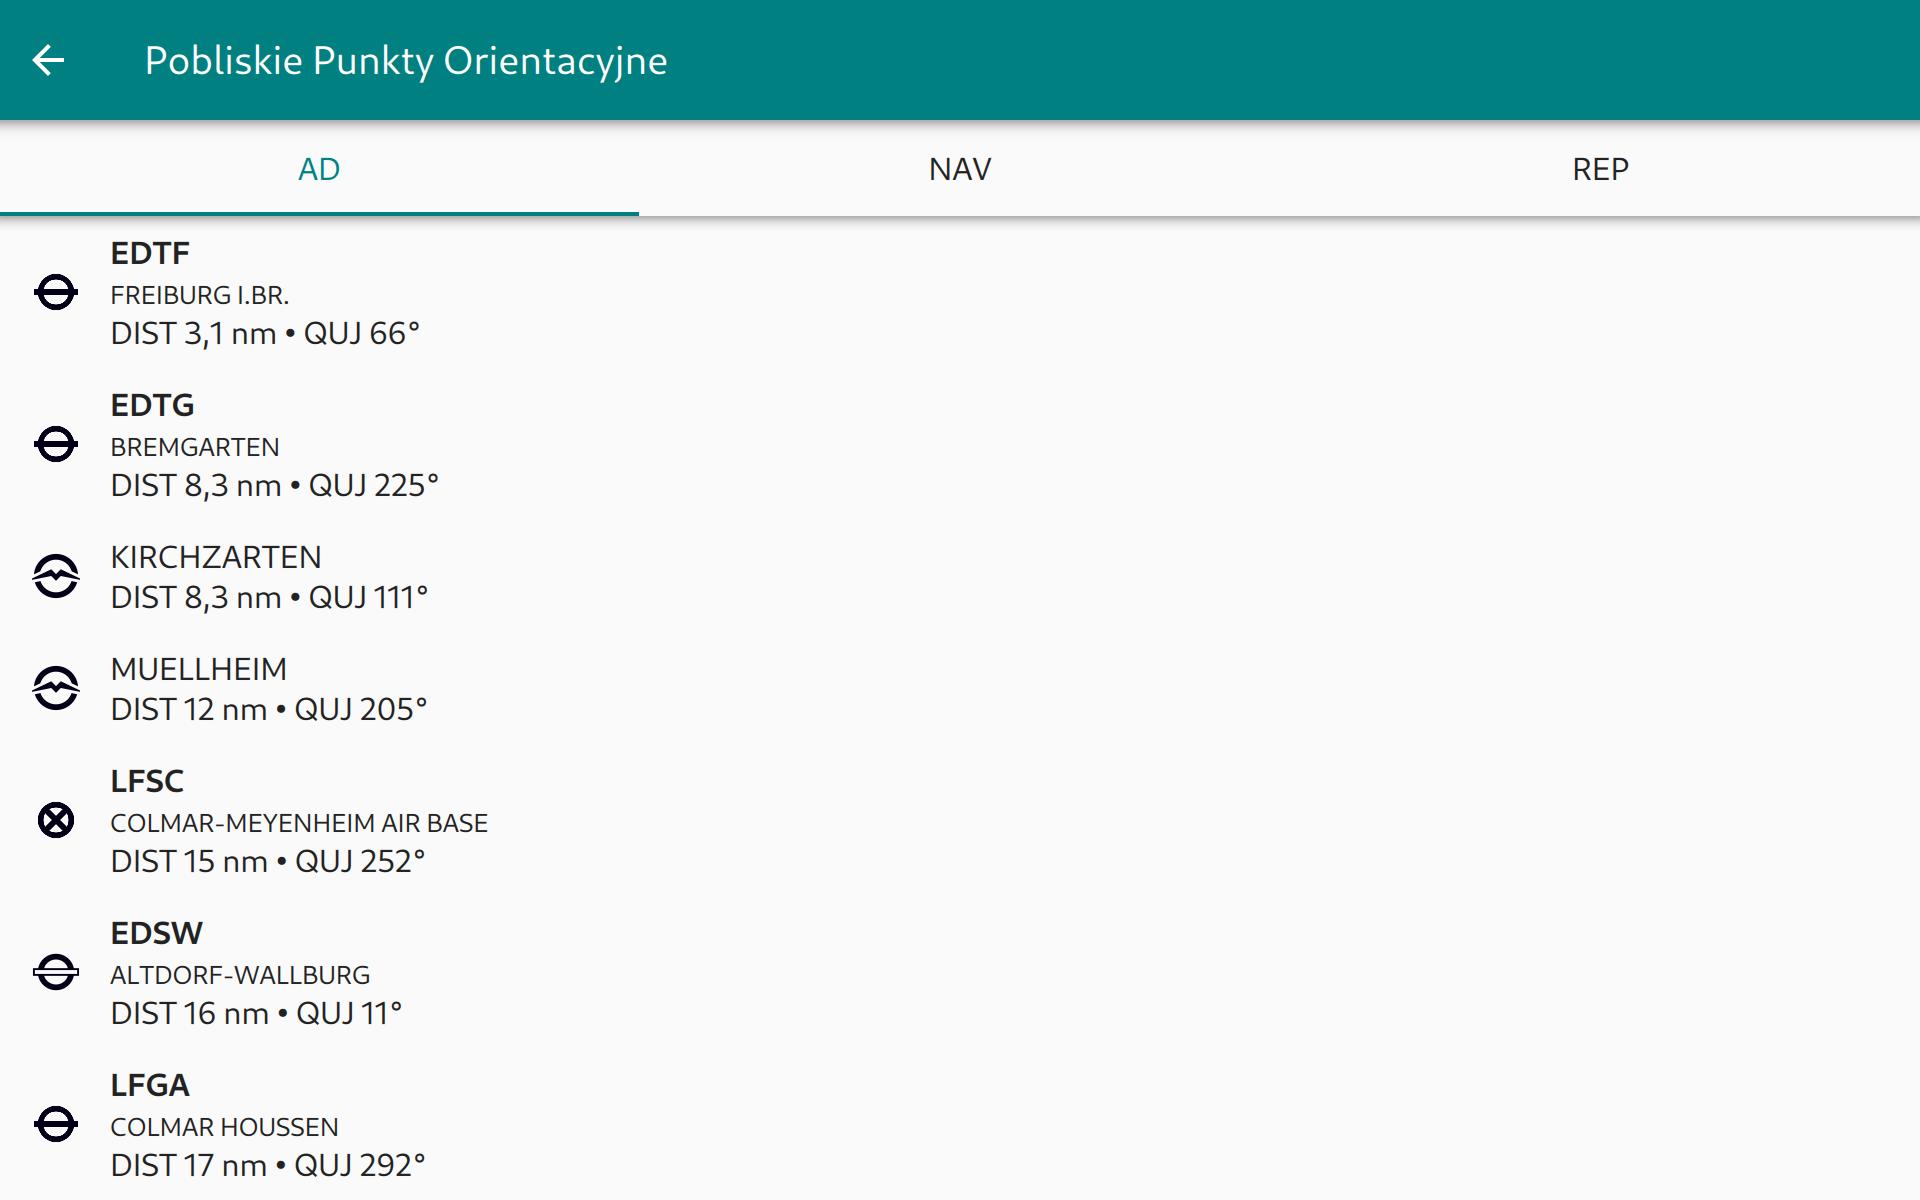 Pobliskie Punkty Orientacyjne
AD
NAV
REP
EDTF
FREIBURG I.BR.
DIST 3,1 nm • QUJ 66°
EDTG
BREMGARTEN
DIST 8,3 nm • QUJ 225°
KIRCHZARTEN
DIST 8,3 nm • QUJ 111°
MUELLHEIM
DIST 12 nm • QUJ 205°
LFSC
COLMAR-MEYENHEIM AIR BASE
DIST 15 nm • QUJ 252°
EDSW
ALTDORF-WALLBURG
DIST 16 nm • QUJ 11°
LFGA
COLMAR HOUSSEN
DIST 17 nm • QUJ 292°